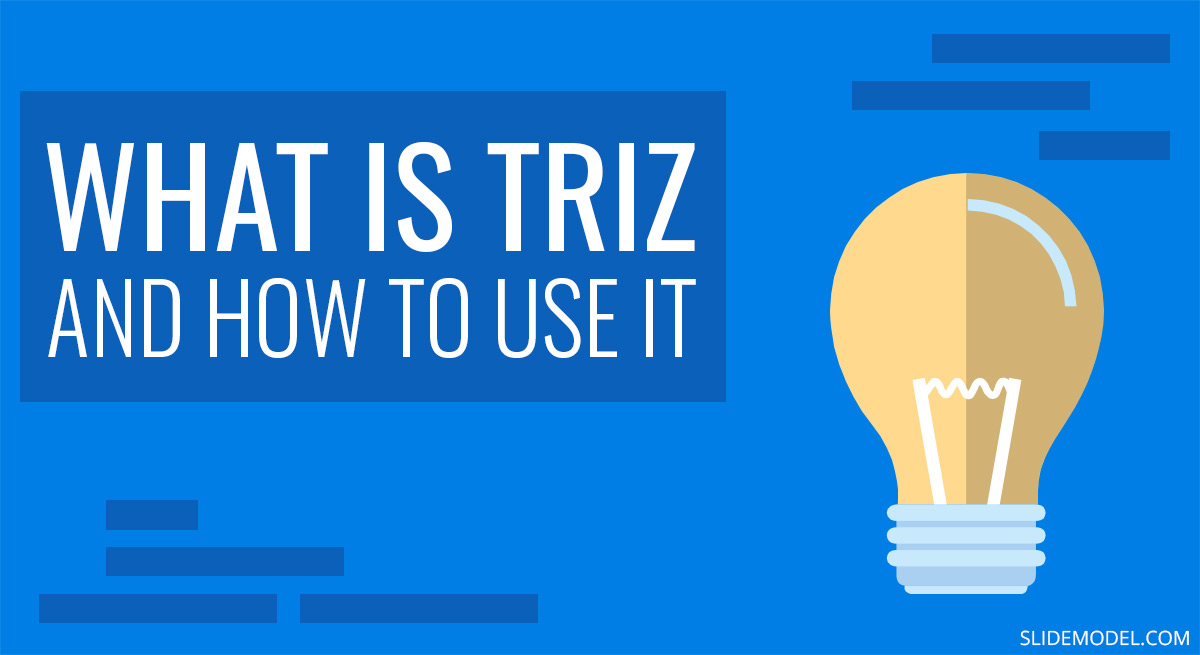 WHAT IS TRIZ
AND HOW TO USE IT
SLIDEMODEL.COM